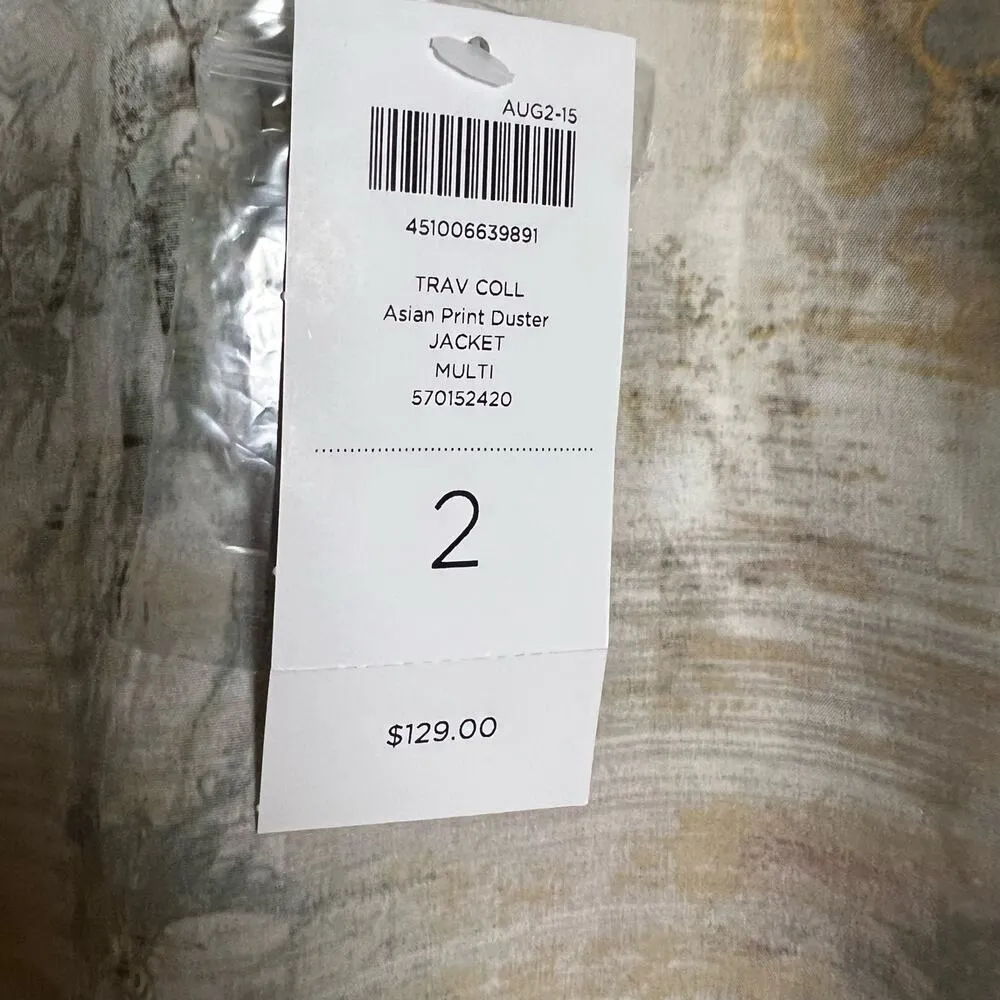 AUG2-15
451006639891
TRAV COLL
Asian Print Duster
JACKET
MULTI
570152420
2
$129.00